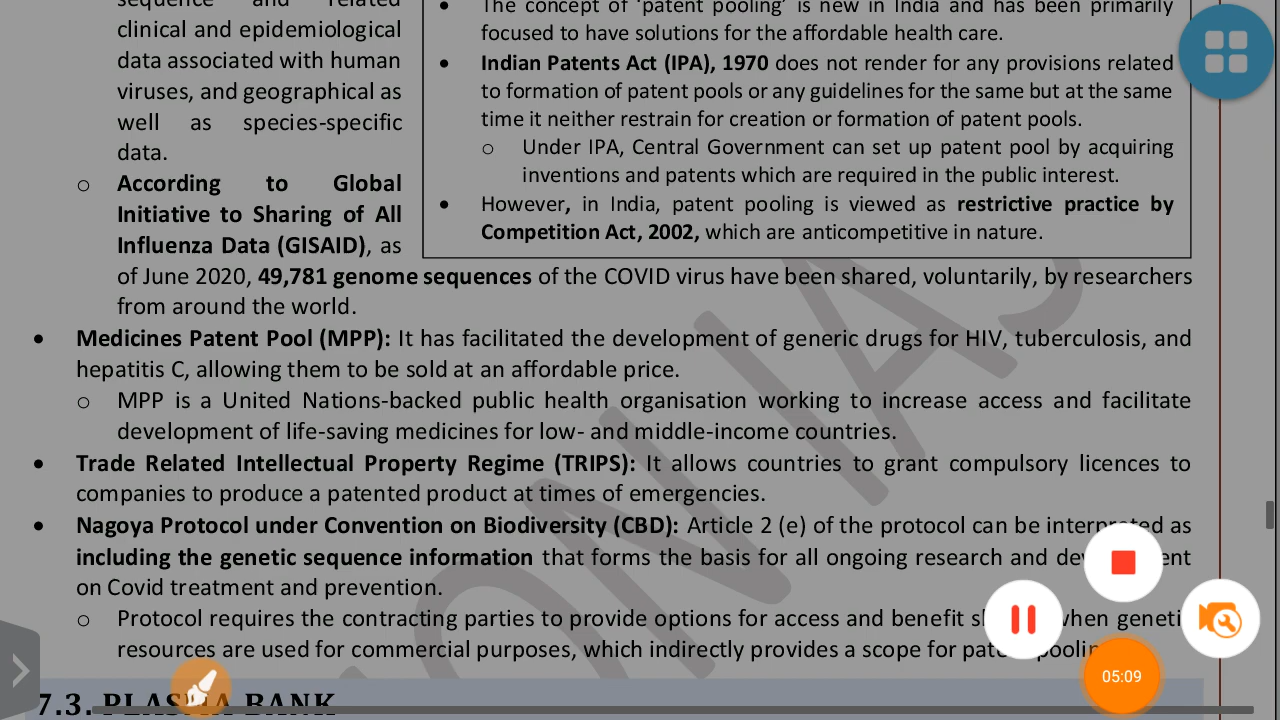 sequence and related
clinical and epidemiological
data associated with human
viruses, and geographical as
well as species-specific
data.
o According to Global
Initiative to Sharing of All
Influenza Data (GISAID), as
of June 2020, 49,781 genome sequences of the COVID virus have been shared, voluntarily, by researchers
from around the world.
• The concept of 'patent pooling' is new in India and has been primarily
focused to have solutions for the affordable health care.
• Indian Patents Act (IPA), 1970 does not render for any provisions related
to formation of patent pools or any guidelines for the same but at the same
time it neither restrain for creation or formation of patent pools.
o Under IPA, Central Government can set up patent pool by acquiring
inventions and patents which are required in the public interest.
• However, in India, patent pooling is viewed as restrictive practice by
Competition Act, 2002, which are anticompetitive in nature.
• Medicines Patent Pool (MPP): It has facilitated the development of generic drugs for HIV, tuberculosis, and
hepatitis C, allowing them to be sold at an affordable price.
o MPP is a United Nations-backed public health organisation working to increase access and facilitate
development of life-saving medicines for low- and middle-income countries.
• Trade Related Intellectual Property Regime (TRIPS): It allows countries to grant compulsory licences to
companies to produce a patented product at times of emergencies.
• Nagoya Protocol under Convention on Biodiversity (CBD): Article 2 (e) of the protocol can be interpreted as
including the genetic sequence information that forms the basis for all ongoing research and
on Covid treatment and prevention.
o Protocol requires the contracting parties to provide options for access and benefit when
resources are used for commercial purposes, which indirectly provides a scope for
7.3. PLASMA BANK
05:09